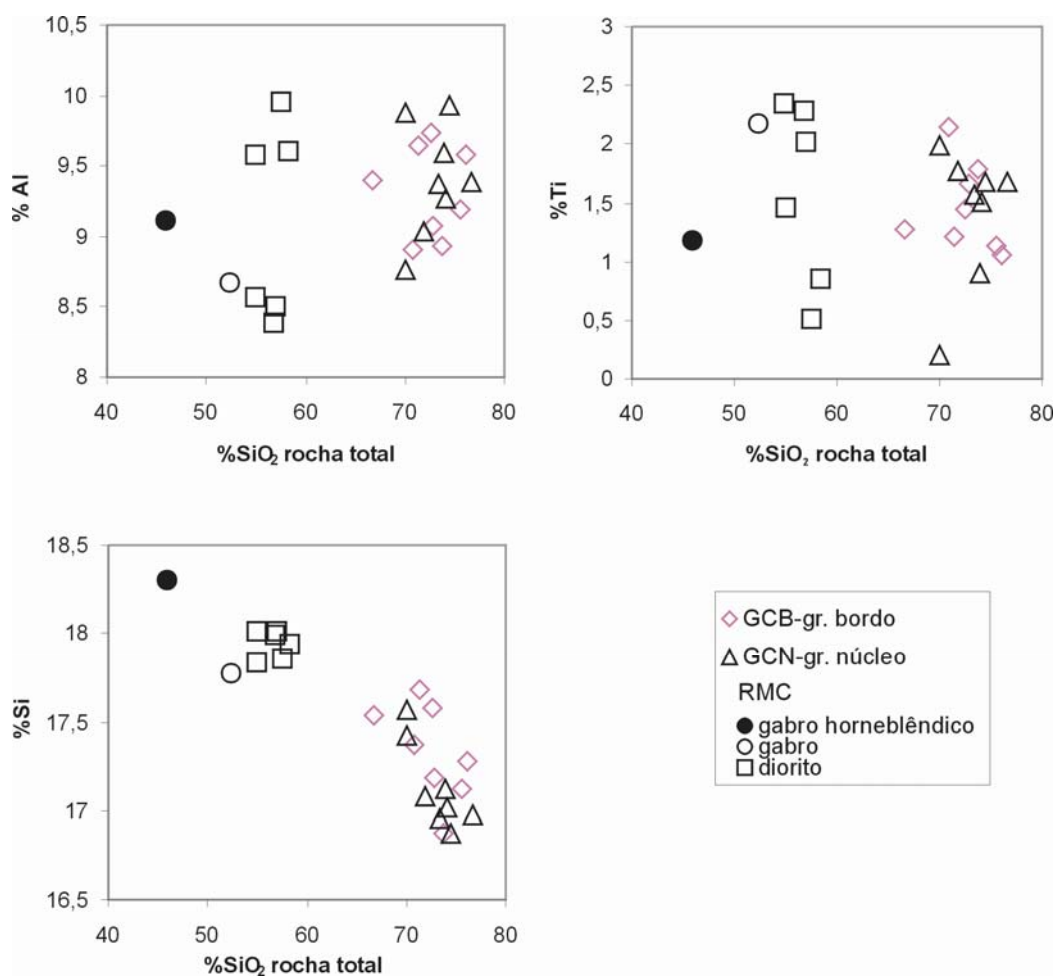 10,5
10
9,5
9
8,5
8
% Al
40 50 60 70 80
%SiO₂ rocha total
3
2,5
2
1,5
1
0,5
0
%Ti
40 50 60 70 80
%SiO₂ rocha total
18,5
18
17,5
17
16,5
%Si
40 50 60 70 80
%SiO₂ rocha total
GCB-gr. bordo
GCN-gr. núcleo
RMC
gabro horneblêndico
gabro
diorito